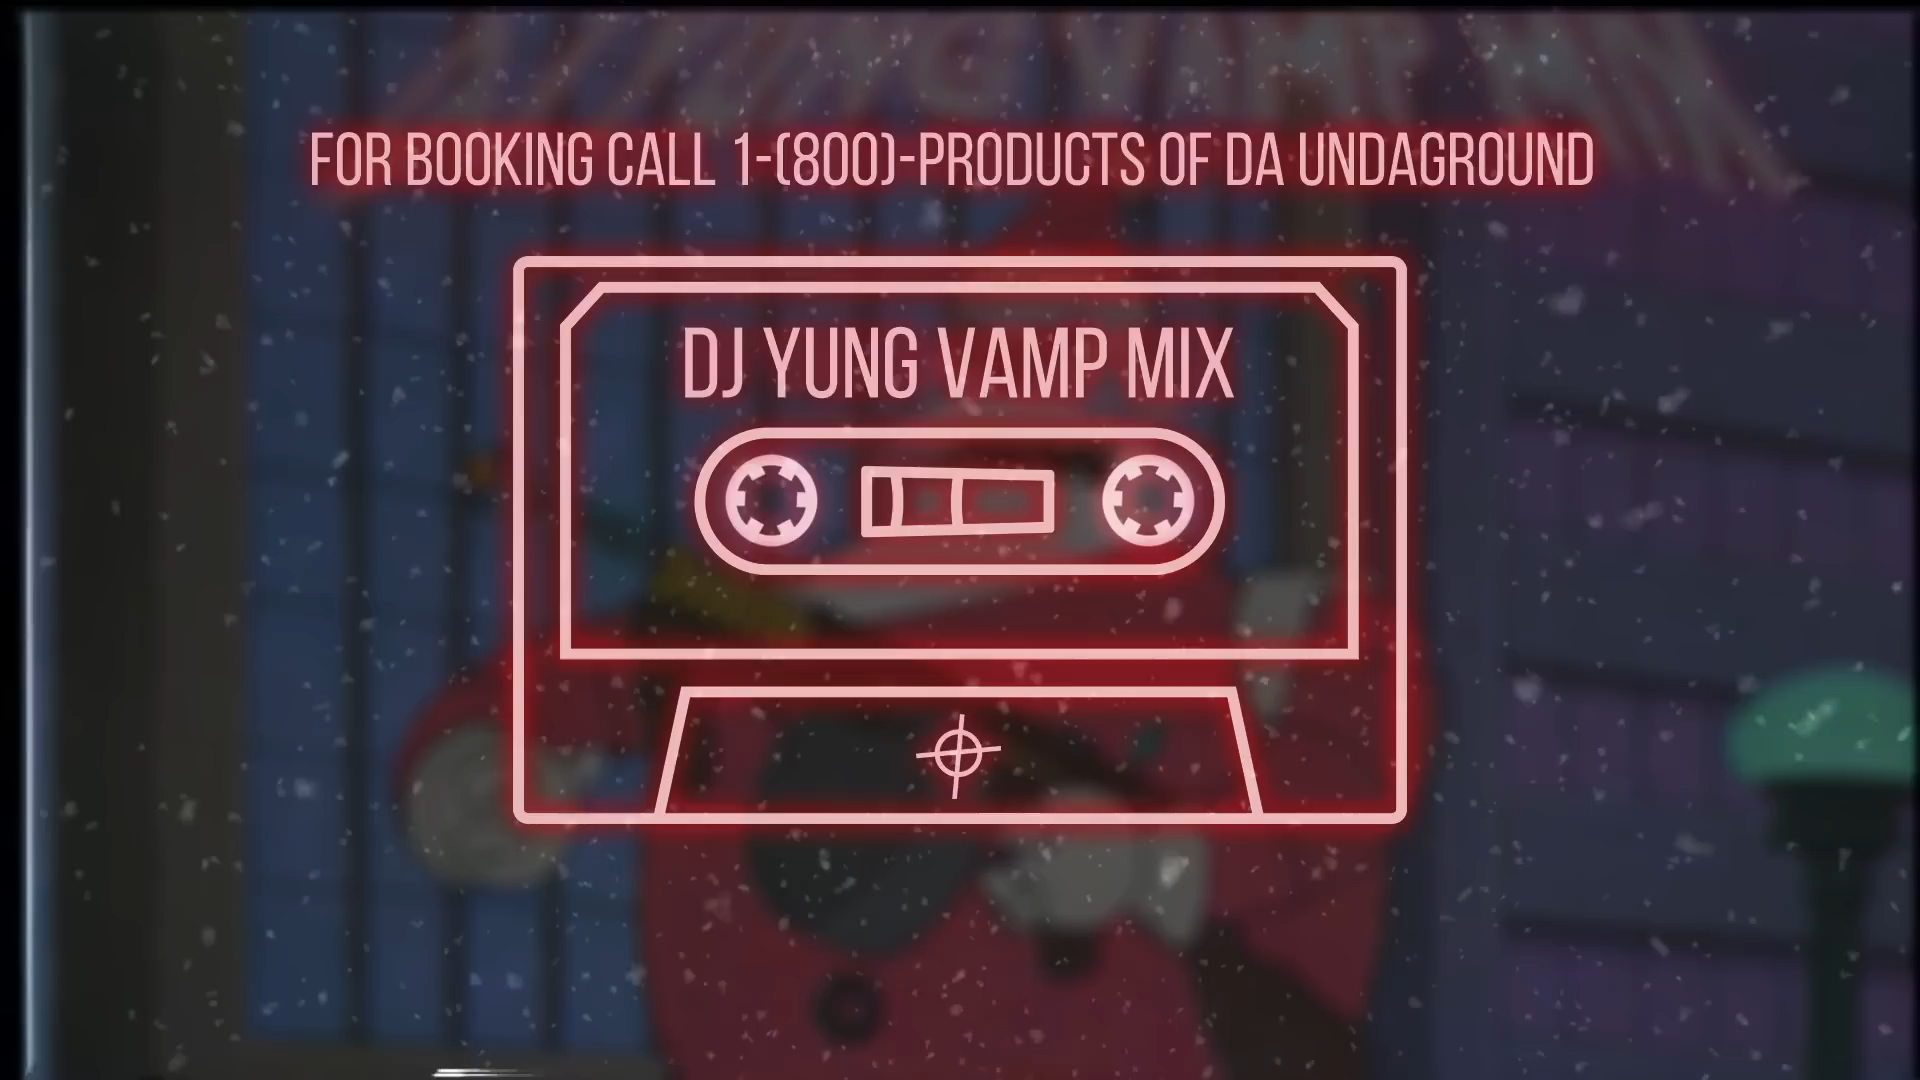 FOR BOOKING CALL 1-(800)-PRODUCTS OF DA UNDAGROUND
DJ YUNG VAMP MIX